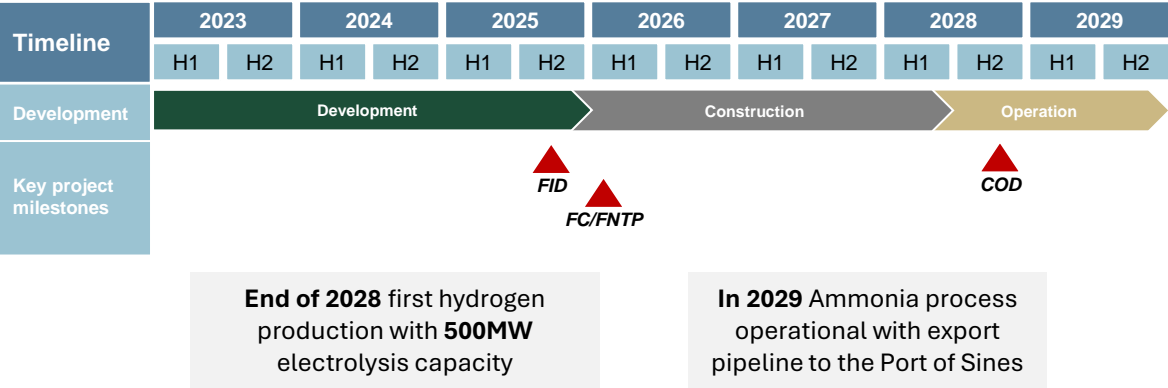 Timeline
2023 2024 2025 2026 2027 2028 2029
H1 H2 H1 H2 H1 H2 H1 H2 H1 H2 H1 H2 H1 H2
Development
Development Construction Operation
Key project
milestones
FID
FC/FNTP
COD
End of 2028 first hydrogen
production with 500MW
electrolysis capacity
In 2029 Ammonia process
operational with export
pipeline to the Port of Sines